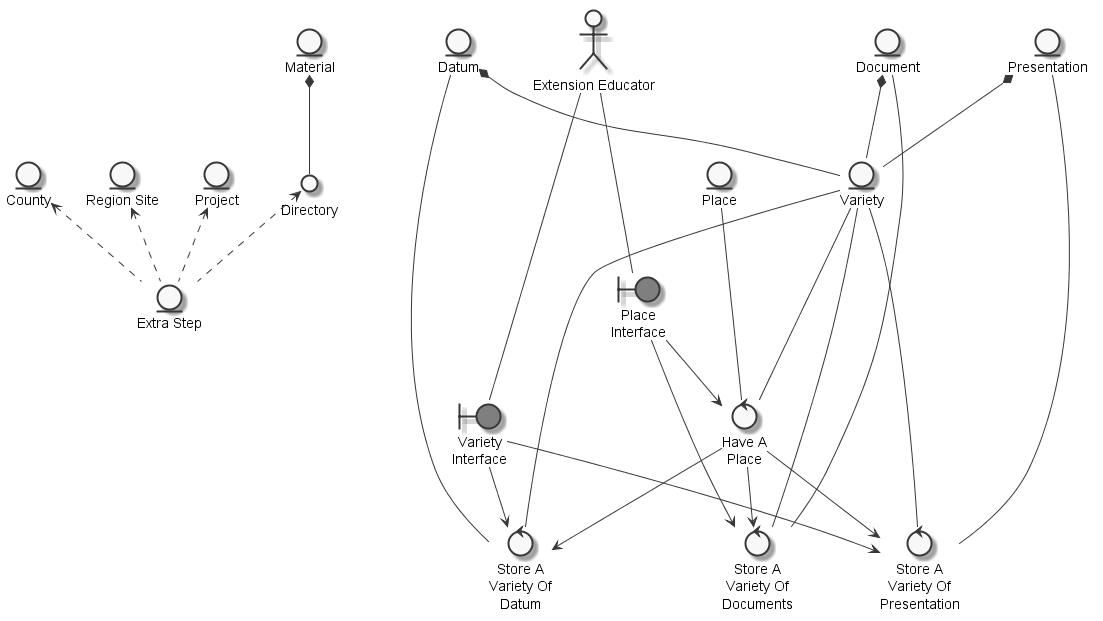 Material
Datum
Extension Educator
Document
Presentation
County
Region Site
Project
Directory
Place
Variety
Extra Step
Place
Interface
Variety
Interface
Have A
Place
Store A
Variety Of
Datum
Store A
Variety Of
Documents
Store A
Variety Of
Presentation